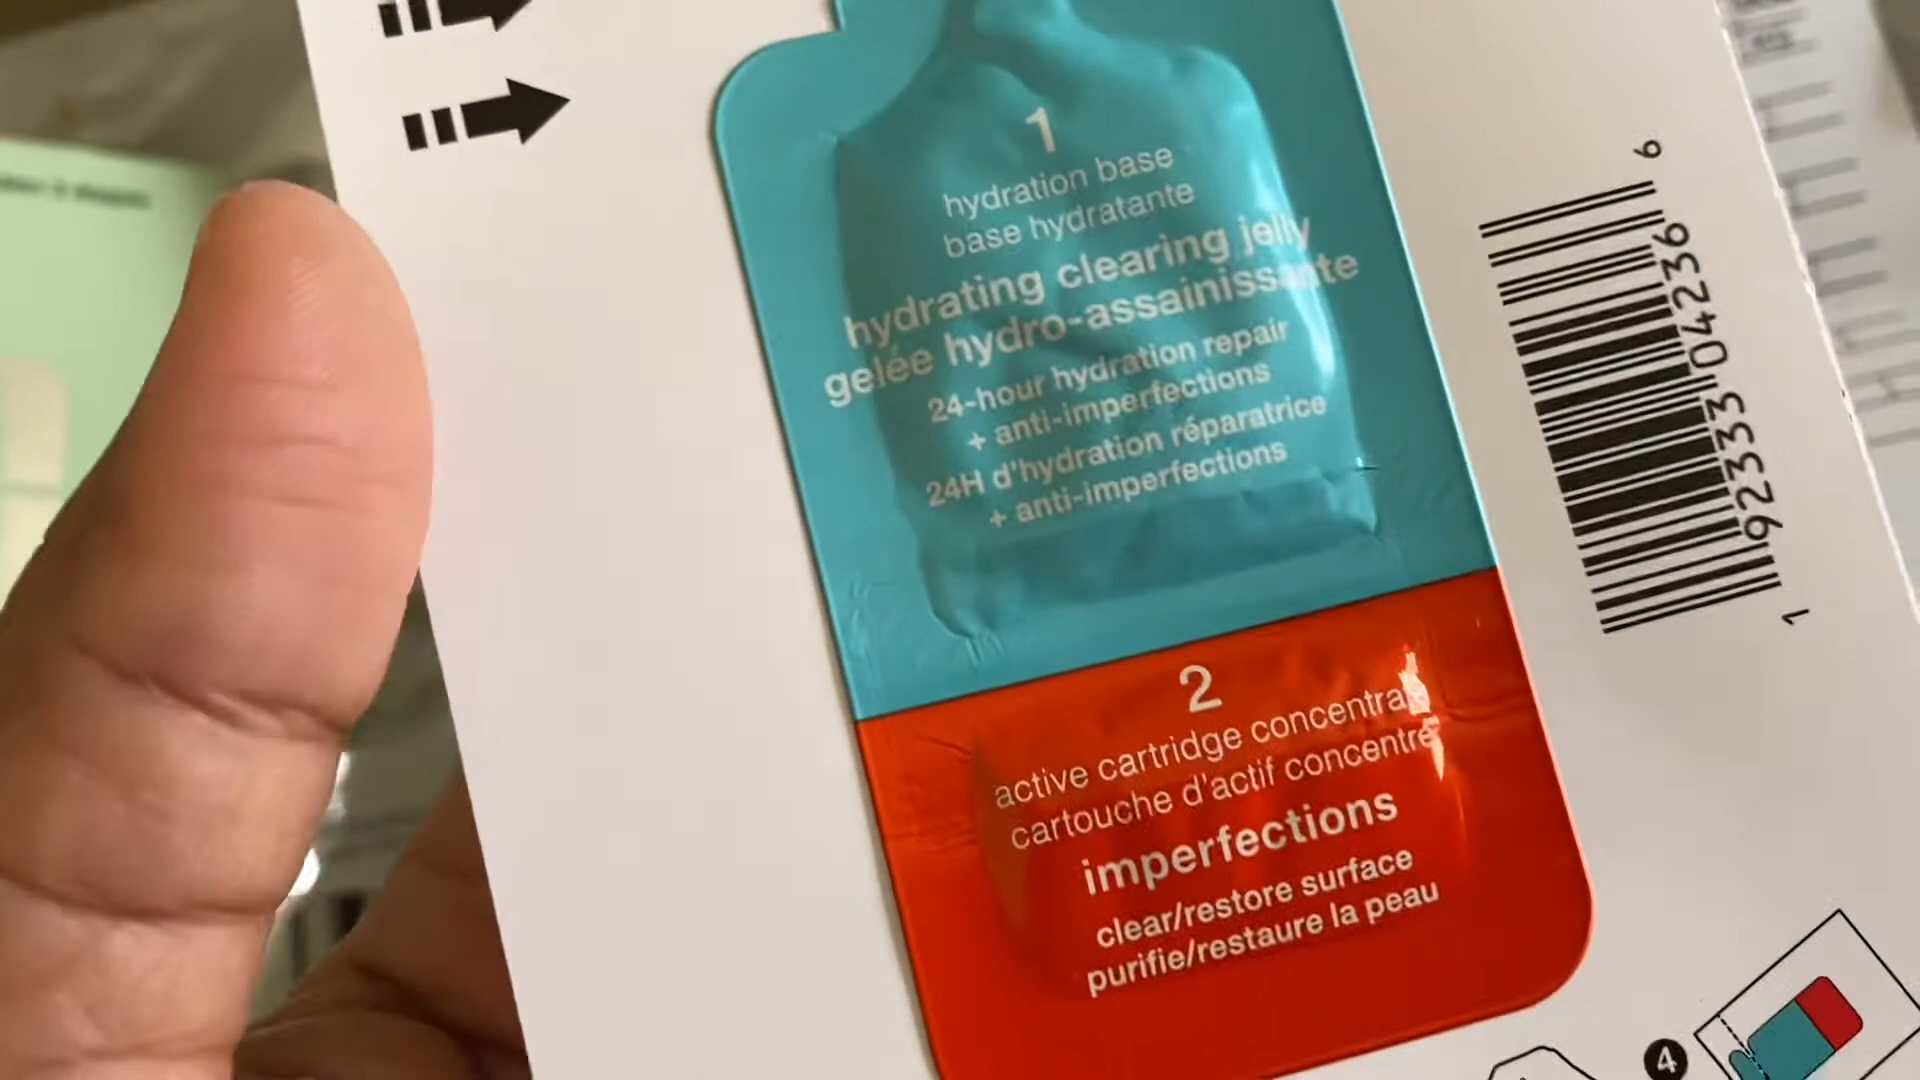 1
hydration base
base hydratante
hydrating clearing jelly
gelée hydro-assainissante
24-hour hydration repair
+ anti-imperfections
24H d'hydration réparatrice
+ anti-imperfections
2
active cartridge concentrate
cartouche d'actif concentré
imperfections
clear/restore surface
purifie/restaure la peau
1 92333 04236 6
4